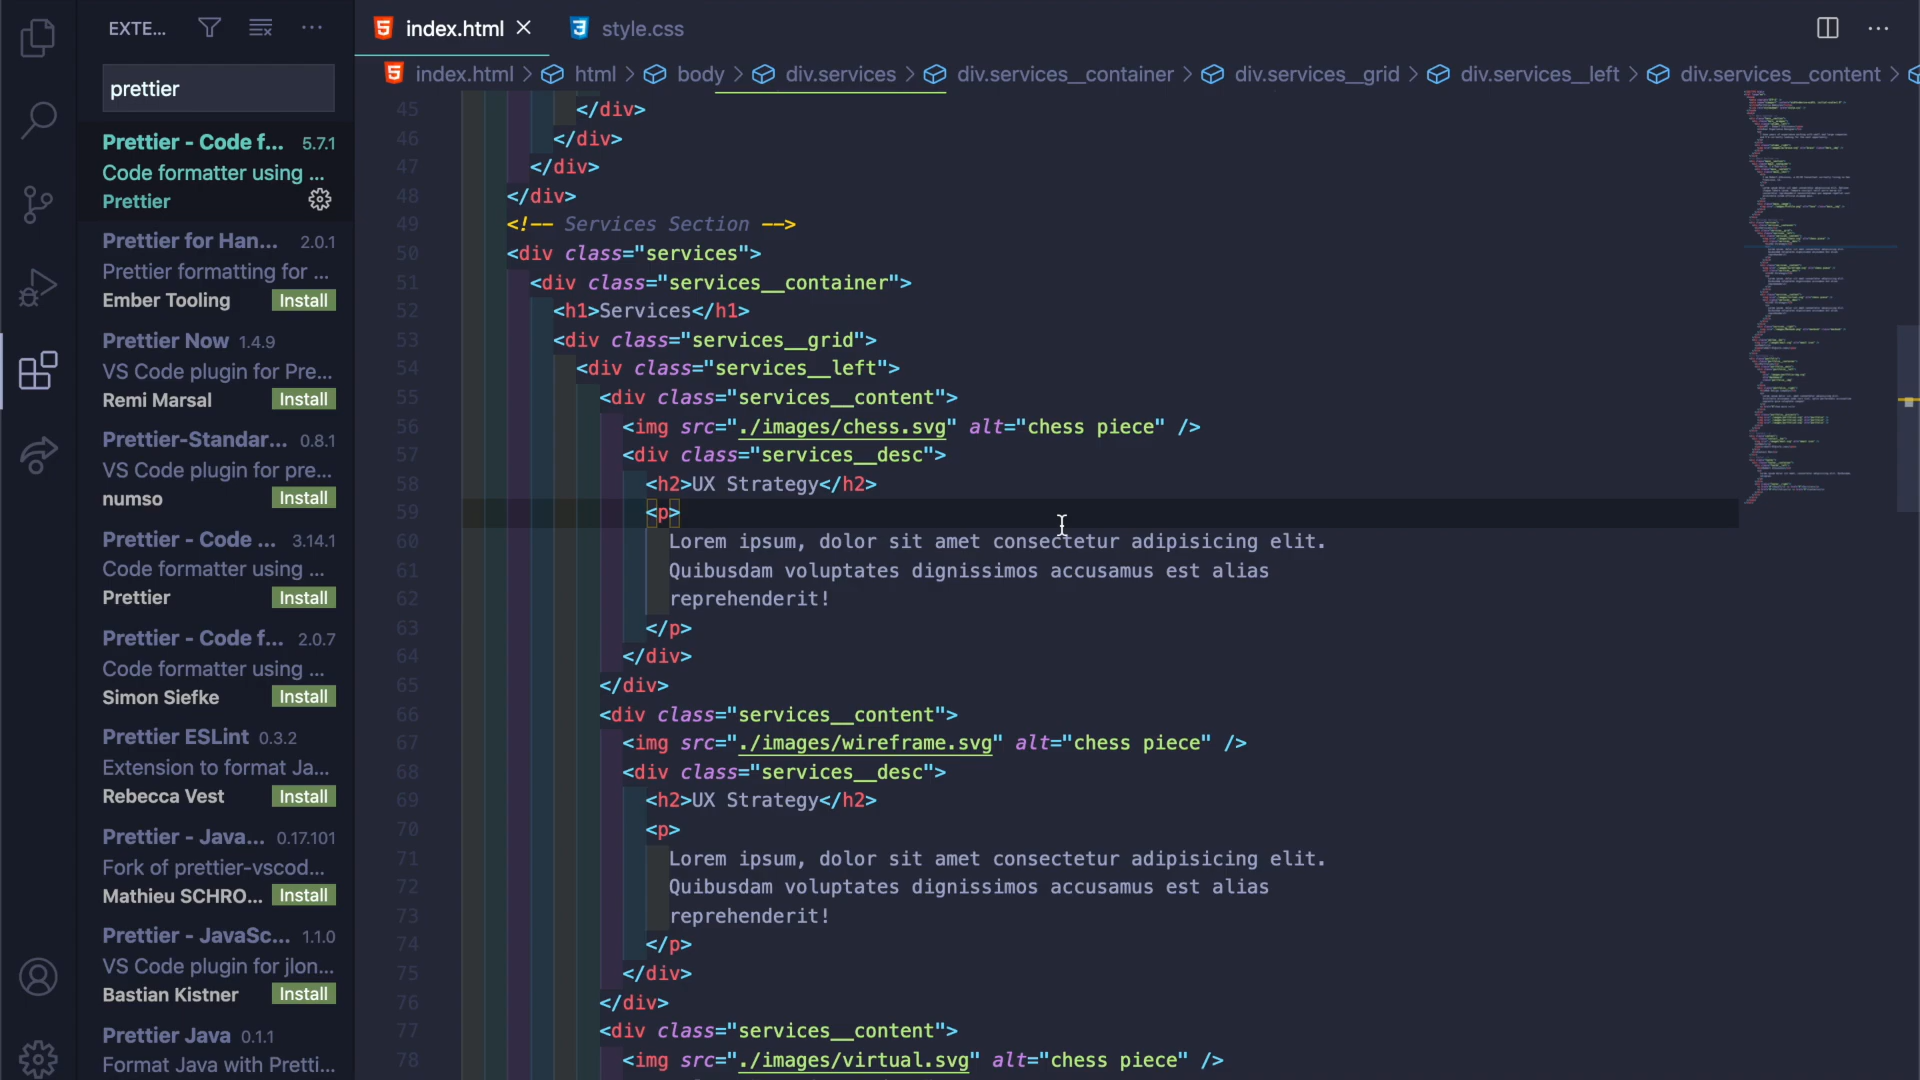 EXTE...
prettier
Prettier - Code f... 5.7.1
Code formatter using ...
Prettier
Prettier for Han... 2.0.1
Prettier formatting for ...
Ember Tooling Install
Prettier Now 1.4.9
VS Code plugin for Pre...
Remi Marsal Install
Prettier-Standar... 0.8.1
VS Code plugin for pre...
numso Install
Prettier - Code ... 3.14.1
Code formatter using ...
Prettier Install
Prettier - Code f... 2.0.7
Code formatter using ...
Simon Siefke Install
Prettier ESLint 0.3.2
Extension to format Ja...
Rebecca Vest Install
Prettier - Java... 0.17.101
Fork of prettier-vscod...
Mathieu SCHRO... Install
Prettier - JavaSc... 1.1.0
VS Code plugin for jlon...
Bastian Kistner Install
Prettier Java 0.1.1
Format Java with Pretti...
index.html style.css
index.html > html > body > div.services > div.services__container > div.services__grid > div.services__left > div.services__content >
45 </div>
46 </div>
47 </div>
48 </div>
49 <!-- Services Section -->
50 <div class="services">
51 <div class="services__container">
52 <h1>Services</h1>
53 <div class="services__grid">
54 <div class="services__left">
55 <div class="services__content">
56 <img src="./images/chess.svg" alt="chess piece" />
57 <div class="services__desc">
58 <h2>UX Strategy</h2>
59 <p>
60 Lorem ipsum, dolor sit amet consectetur adipisicing elit.
61 Quibusdam voluptates dignissimos accusamus est alias
62 reprehenderit!
63 </p>
64 </div>
65 </div>
66 <div class="services__content">
67 <img src="./images/wireframe.svg" alt="chess piece" />
68 <div class="services__desc">
69 <h2>UX Strategy</h2>
70 <p>
71 Lorem ipsum, dolor sit amet consectetur adipisicing elit.
72 Quibusdam voluptates dignissimos accusamus est alias
73 reprehenderit!
74 </p>
75 </div>
76 </div>
77 <div class="services__content">
78 <img src="./images/virtual.svg" alt="chess piece" />